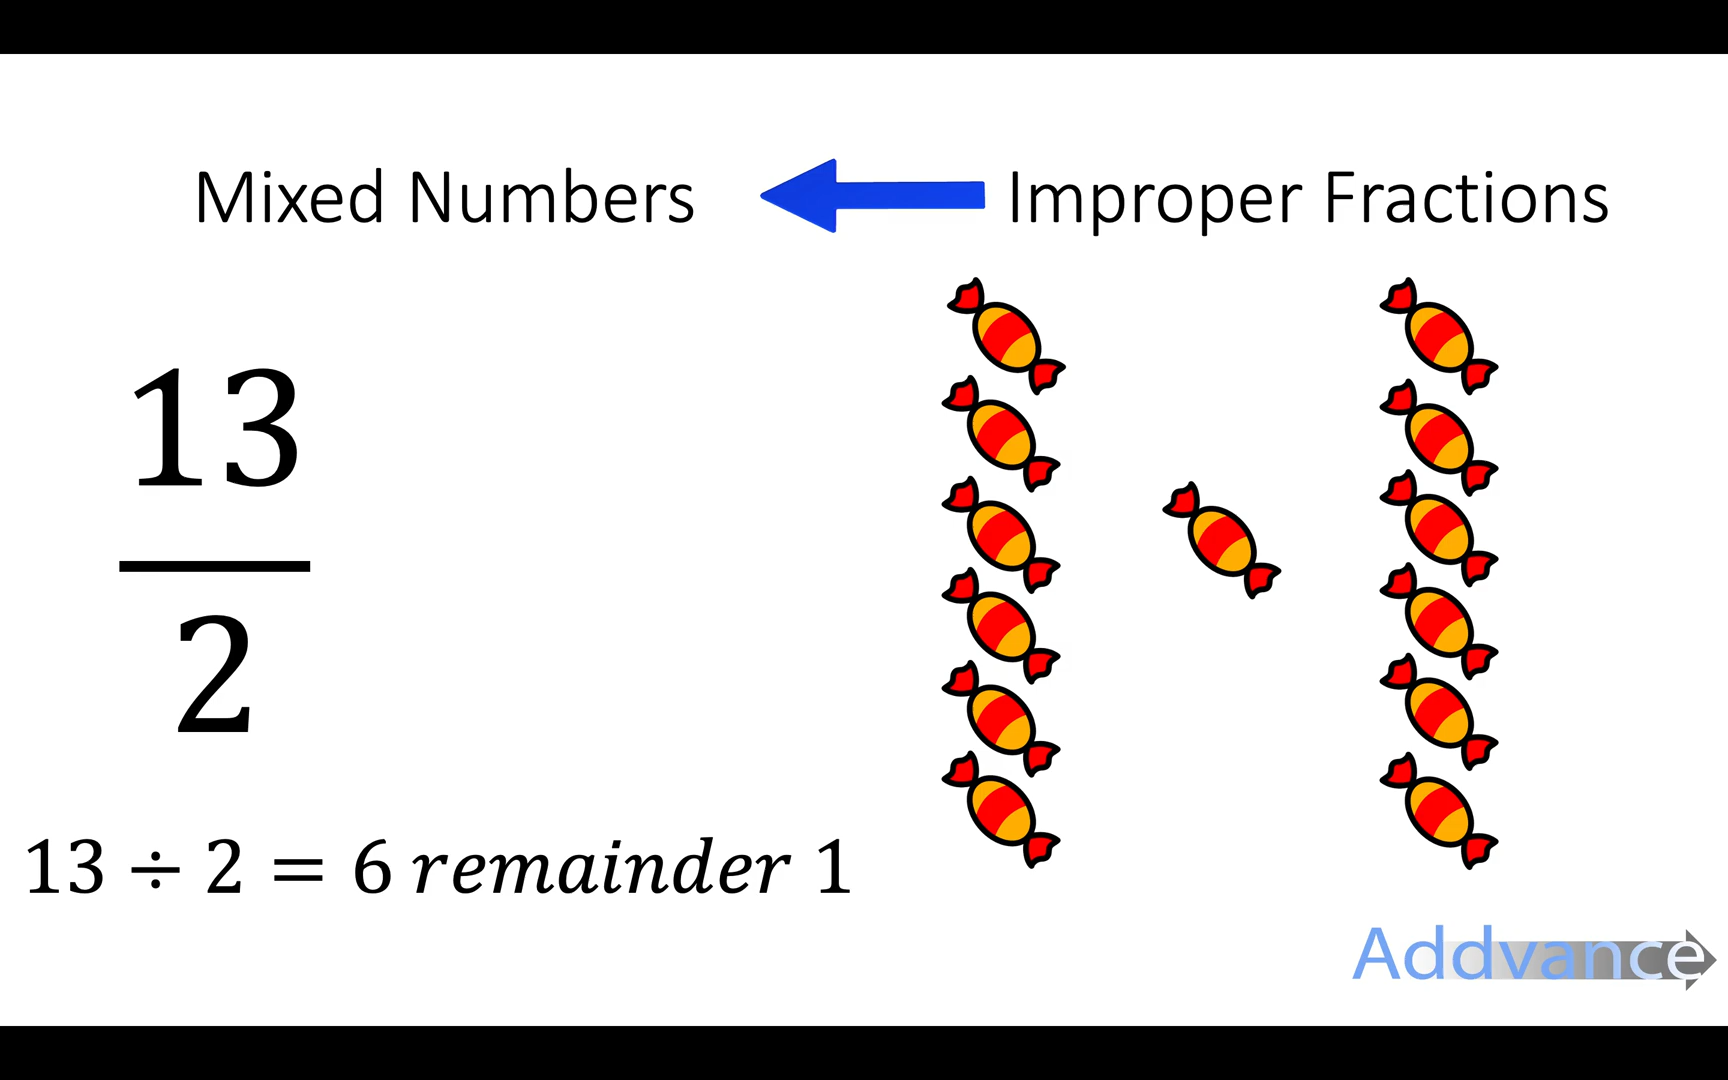 Mixed Numbers Improper Fractions
13
2
13 ÷ 2 = 6 remainder 1
Addvance